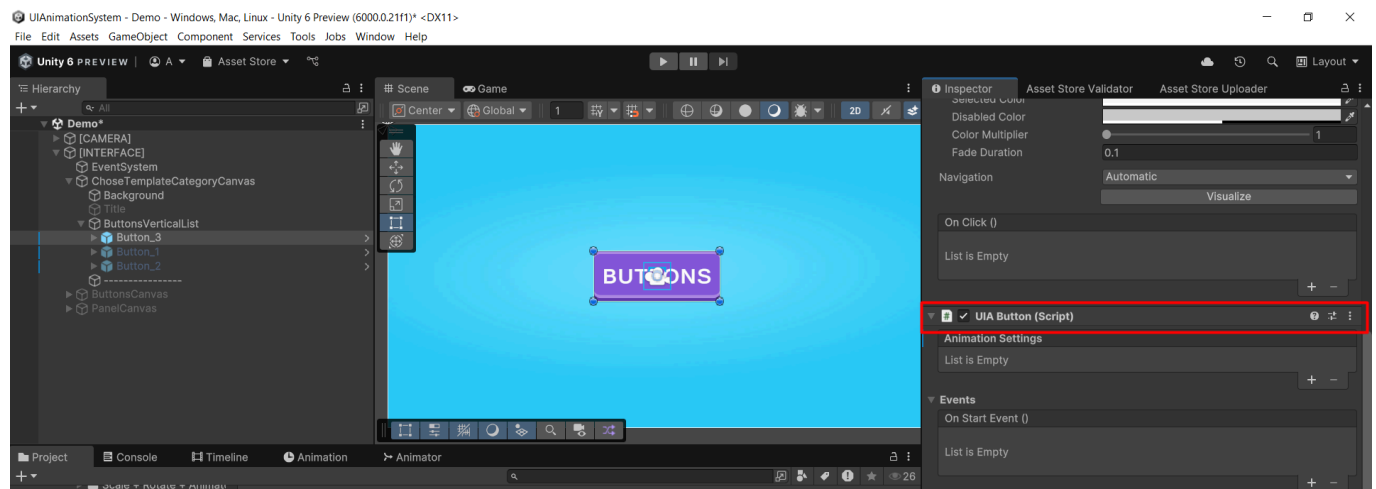 UIAnimationSystem - Demo - Windows, Mac, Linux - Unity 6 Preview (6000.0.21f1)* <DX11>
File Edit Assets GameObject Component Services Tools Jobs Window Help
Unity 6 PREVIEW A Asset Store Layout
Hierarchy
All
Demo*
[CAMERA]
[INTERFACE]
EventSystem
ChoseTemplateCategoryCanvas
Background
Title
ButtonsVerticalList
Button_3
Button_1
Button_2
---------------
ButtonsCanvas
PanelCanvas
Scene Game
Center Global 1 2D
BUTTONS
Inspector Asset Store Validator Asset Store Uploader
Selected Color
Disabled Color
Color Multiplier 1
Fade Duration 0.1
Navigation Automatic
Visualize
On Click ()
List is Empty
+ -
# UIA Button (Script)
Animation Settings
List is Empty
+ -
Events
On Start Event ()
List is Empty
+ -
Project Console Timeline Animation Animator
26
Scale + Rotate + Animati